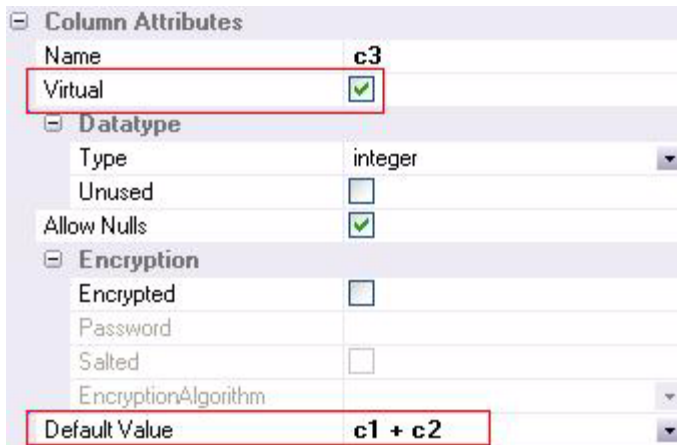 Column Attributes
Name c3
Virtual
Datatype
Type integer
Unused
Allow Nulls
Encryption
Encrypted
Password
Salted
EncryptionAlgorithm
Default Value c1 + c2